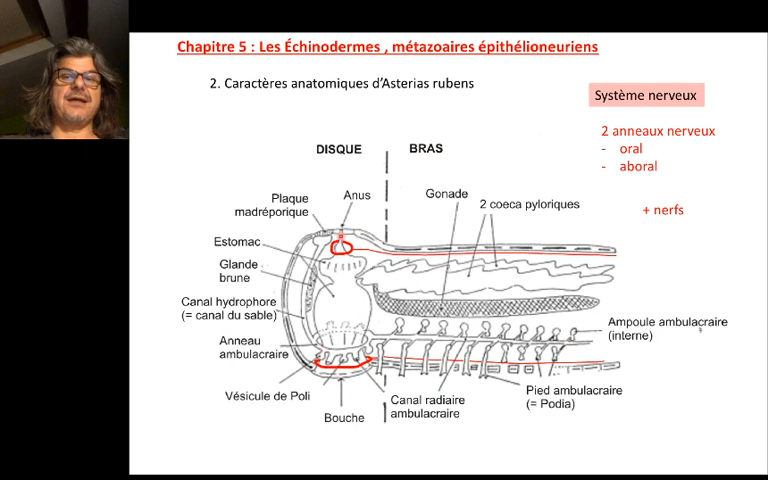 Chapitre 5 : Les Échinodermes , métazoaires épithélioneuriens
2. Caractères anatomiques d'Asterias rubens
Système nerveux
2 anneaux nerveux
- oral
- aboral
+ nerfs
DISQUE
BRAS
Plaque
madréporique
Anus
Gonade
2 coeca pyloriques
Estomac
Glande
brune
Canal hydrophore
(= canal du sable)
Anneau
ambulacraire
Vésicule de Poli
Bouche
Canal radiaire
ambulacraire
Pied ambulacraire
(= Podia)
Ampoule ambulacraire
(interne)